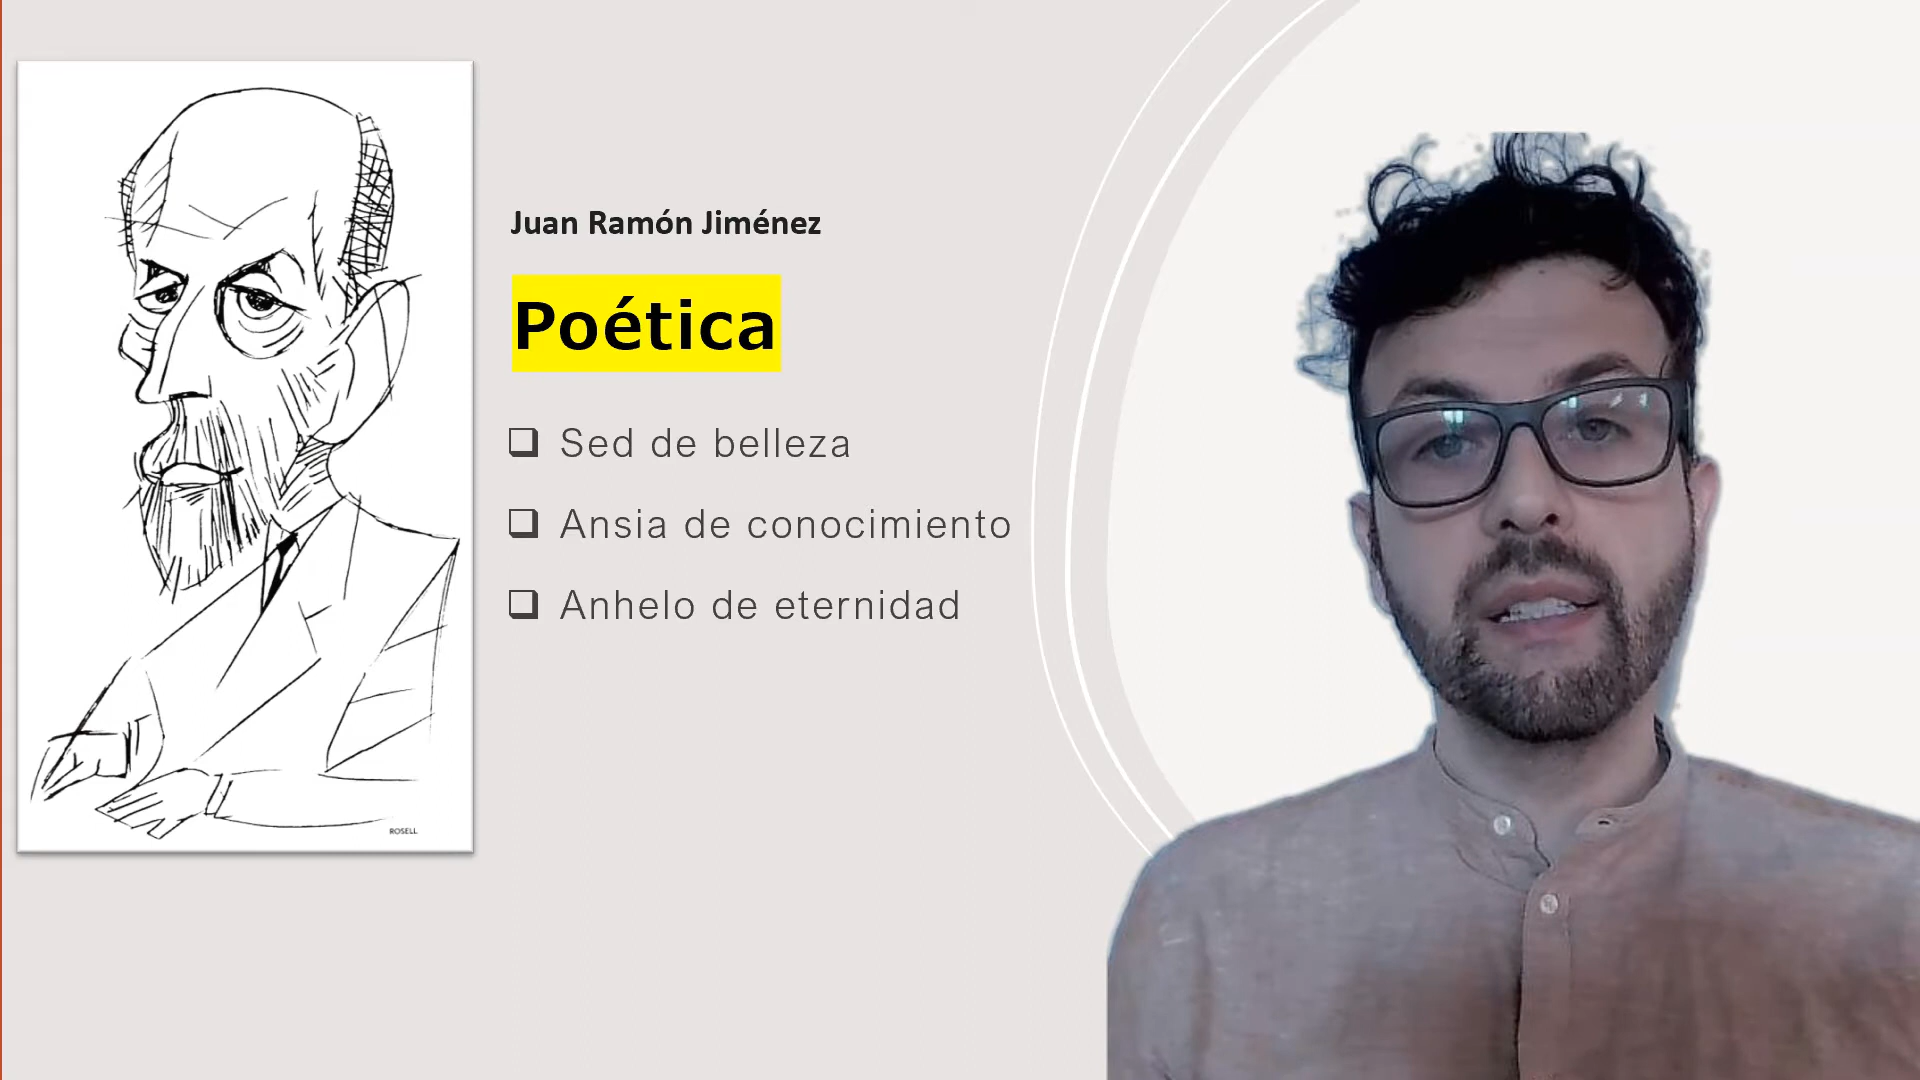 Juan Ramón Jiménez
Poética
Sed de belleza
Ansia de conocimiento
Anhelo de eternidad
ROSELL